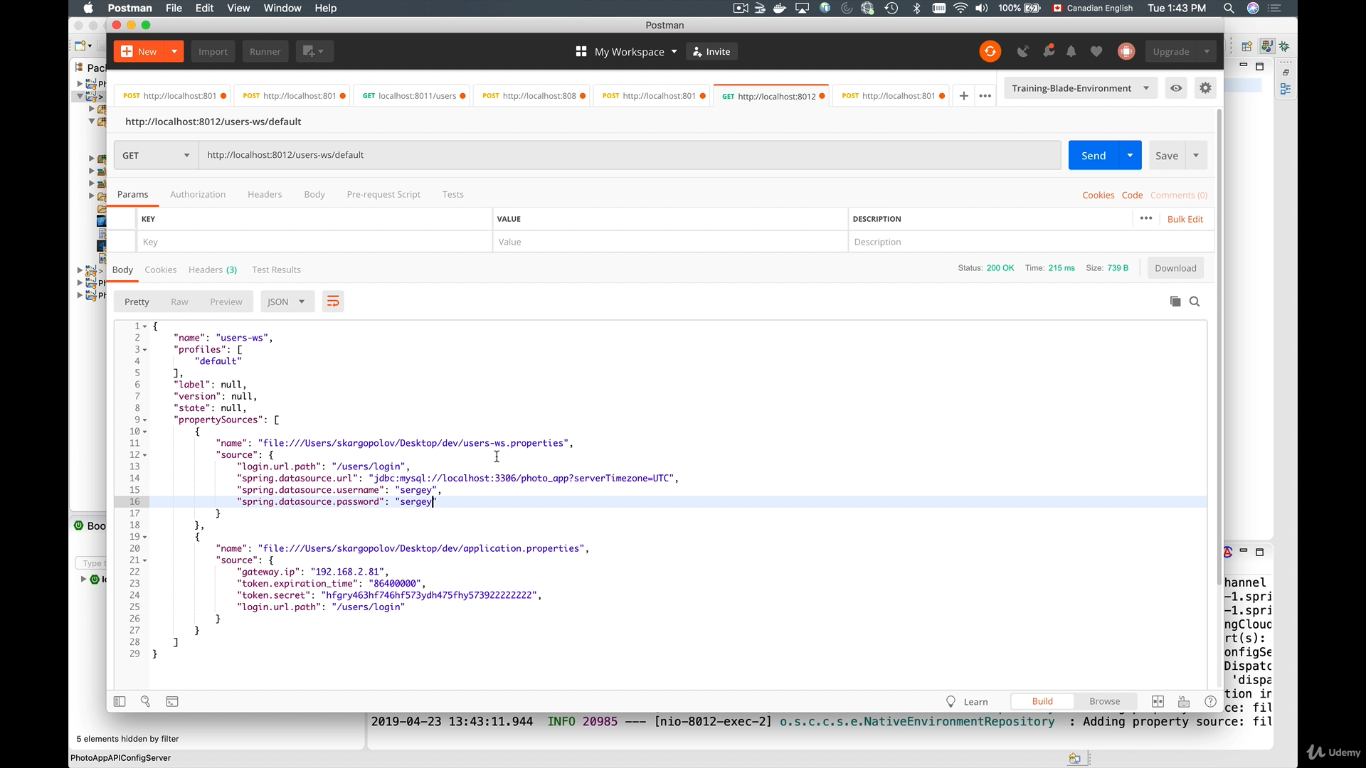 Postman File Edit View Window Help
100% Canadian English Tue 1:43 PM
Postman
New Import Runner My Workspace Invite Upgrade
POST http://localhost:801 POST http://localhost:801 GET localhost:8011/users POST http://localhost:808 POST http://localhost:801 GET http://localhost:8012 POST http://localhost:801 Training-Blade-Environment
http://localhost:8012/users-ws/default
GET http://localhost:8012/users-ws/default Send Save
Params Authorization Headers Body Pre-request Script Tests Cookies Code Comments (0)
KEY VALUE DESCRIPTION Bulk Edit
Key Value Description
Body Cookies Headers (3) Test Results Status: 200 OK Time: 215 ms Size: 739 B Download
Pretty Raw Preview JSON
1 {
2 "name": "users-ws",
3 "profiles": [
4 "default"
5 ],
6 "label": null,
7 "version": null,
8 "state": null,
9 "propertySources": [
10 {
11 "name": "file:///Users/skargopolov/Desktop/dev/users-ws.properties",
12 "source": {
13 "login.url.path": "/users/login",
14 "spring.datasource.url": "jdbc:mysql://localhost:3306/photo_app?serverTimezone=UTC",
15 "spring.datasource.username": "sergey",
16 "spring.datasource.password": "sergey"
17 }
18 },
19 {
20 "name": "file:///Users/skargopolov/Desktop/dev/application.properties",
21 "source": {
22 "gateway.ip": "192.168.2.81",
23 "token.expiration_time": "86400000",
24 "token.secret": "hfgry463hf746hf573ydh475fhy573922222222",
25 "login.url.path": "/users/login"
26 }
27 }
28 ]
29 }
Learn Build Browse
2019-04-23 13:43:11.944 INFO 20985 --- [nio-8012-exec-2] o.s.c.c.s.e.NativeEnvironmentRepository : Adding property source: fil
5 elements hidden by filter
PhotoAppAPIConfigServer
Udemy